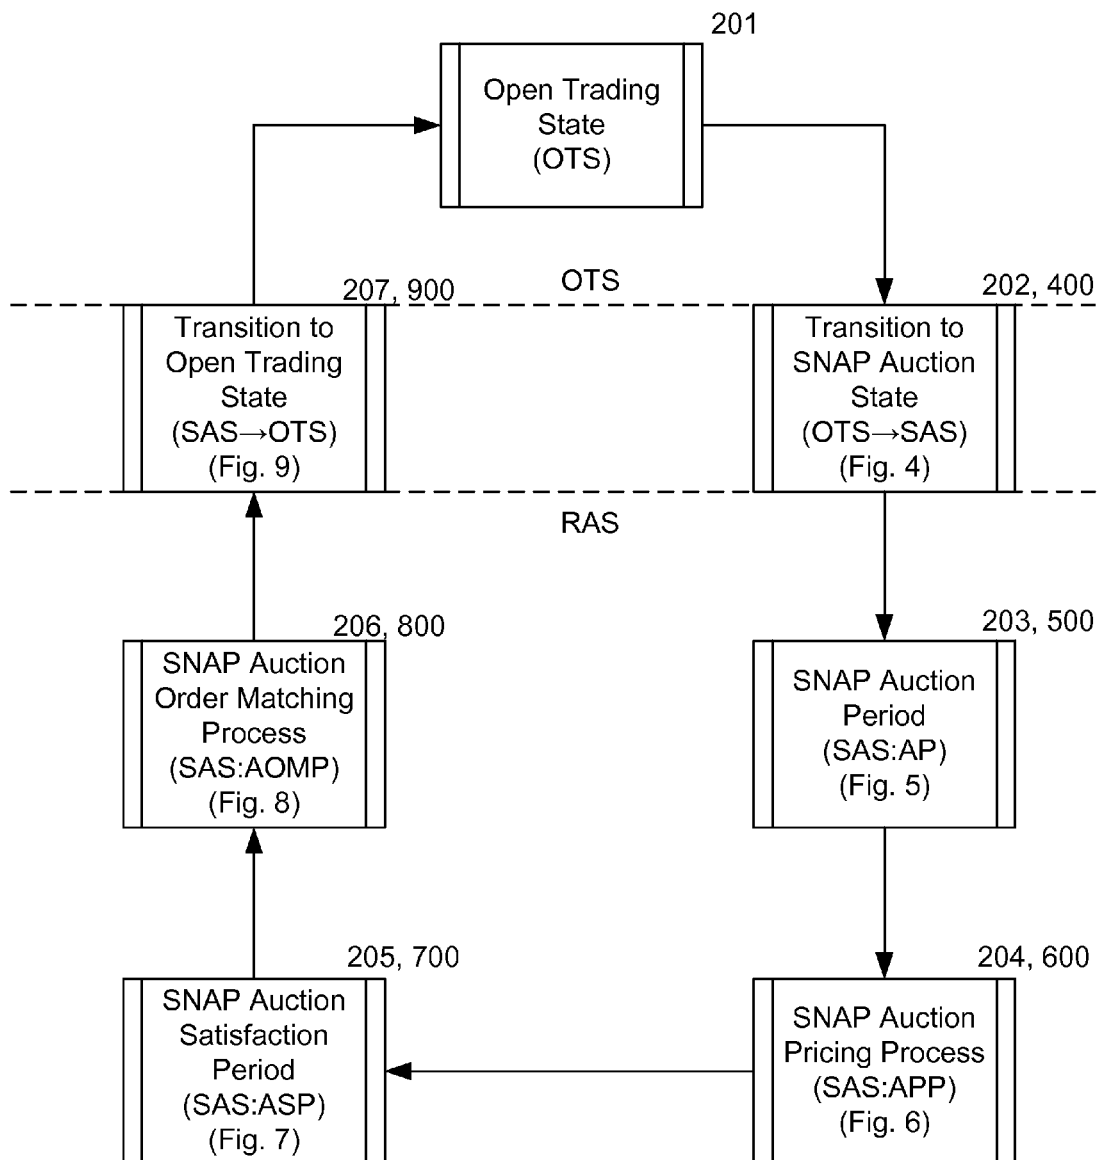 201
Open Trading
State
(OTS)
OTS
207, 900
Transition to
Open Trading
State
(SAS→OTS)
(Fig. 9)
202, 400
Transition to
SNAP Auction
State
(OTS→SAS)
(Fig. 4)
RAS
206, 800
SNAP Auction
Order Matching
Process
(SAS:AOMP)
(Fig. 8)
203, 500
SNAP Auction
Period
(SAS:AP)
(Fig. 5)
205, 700
SNAP Auction
Satisfaction
Period
(SAS:ASP)
(Fig. 7)
204, 600
SNAP Auction
Pricing Process
(SAS:APP)
(Fig. 6)